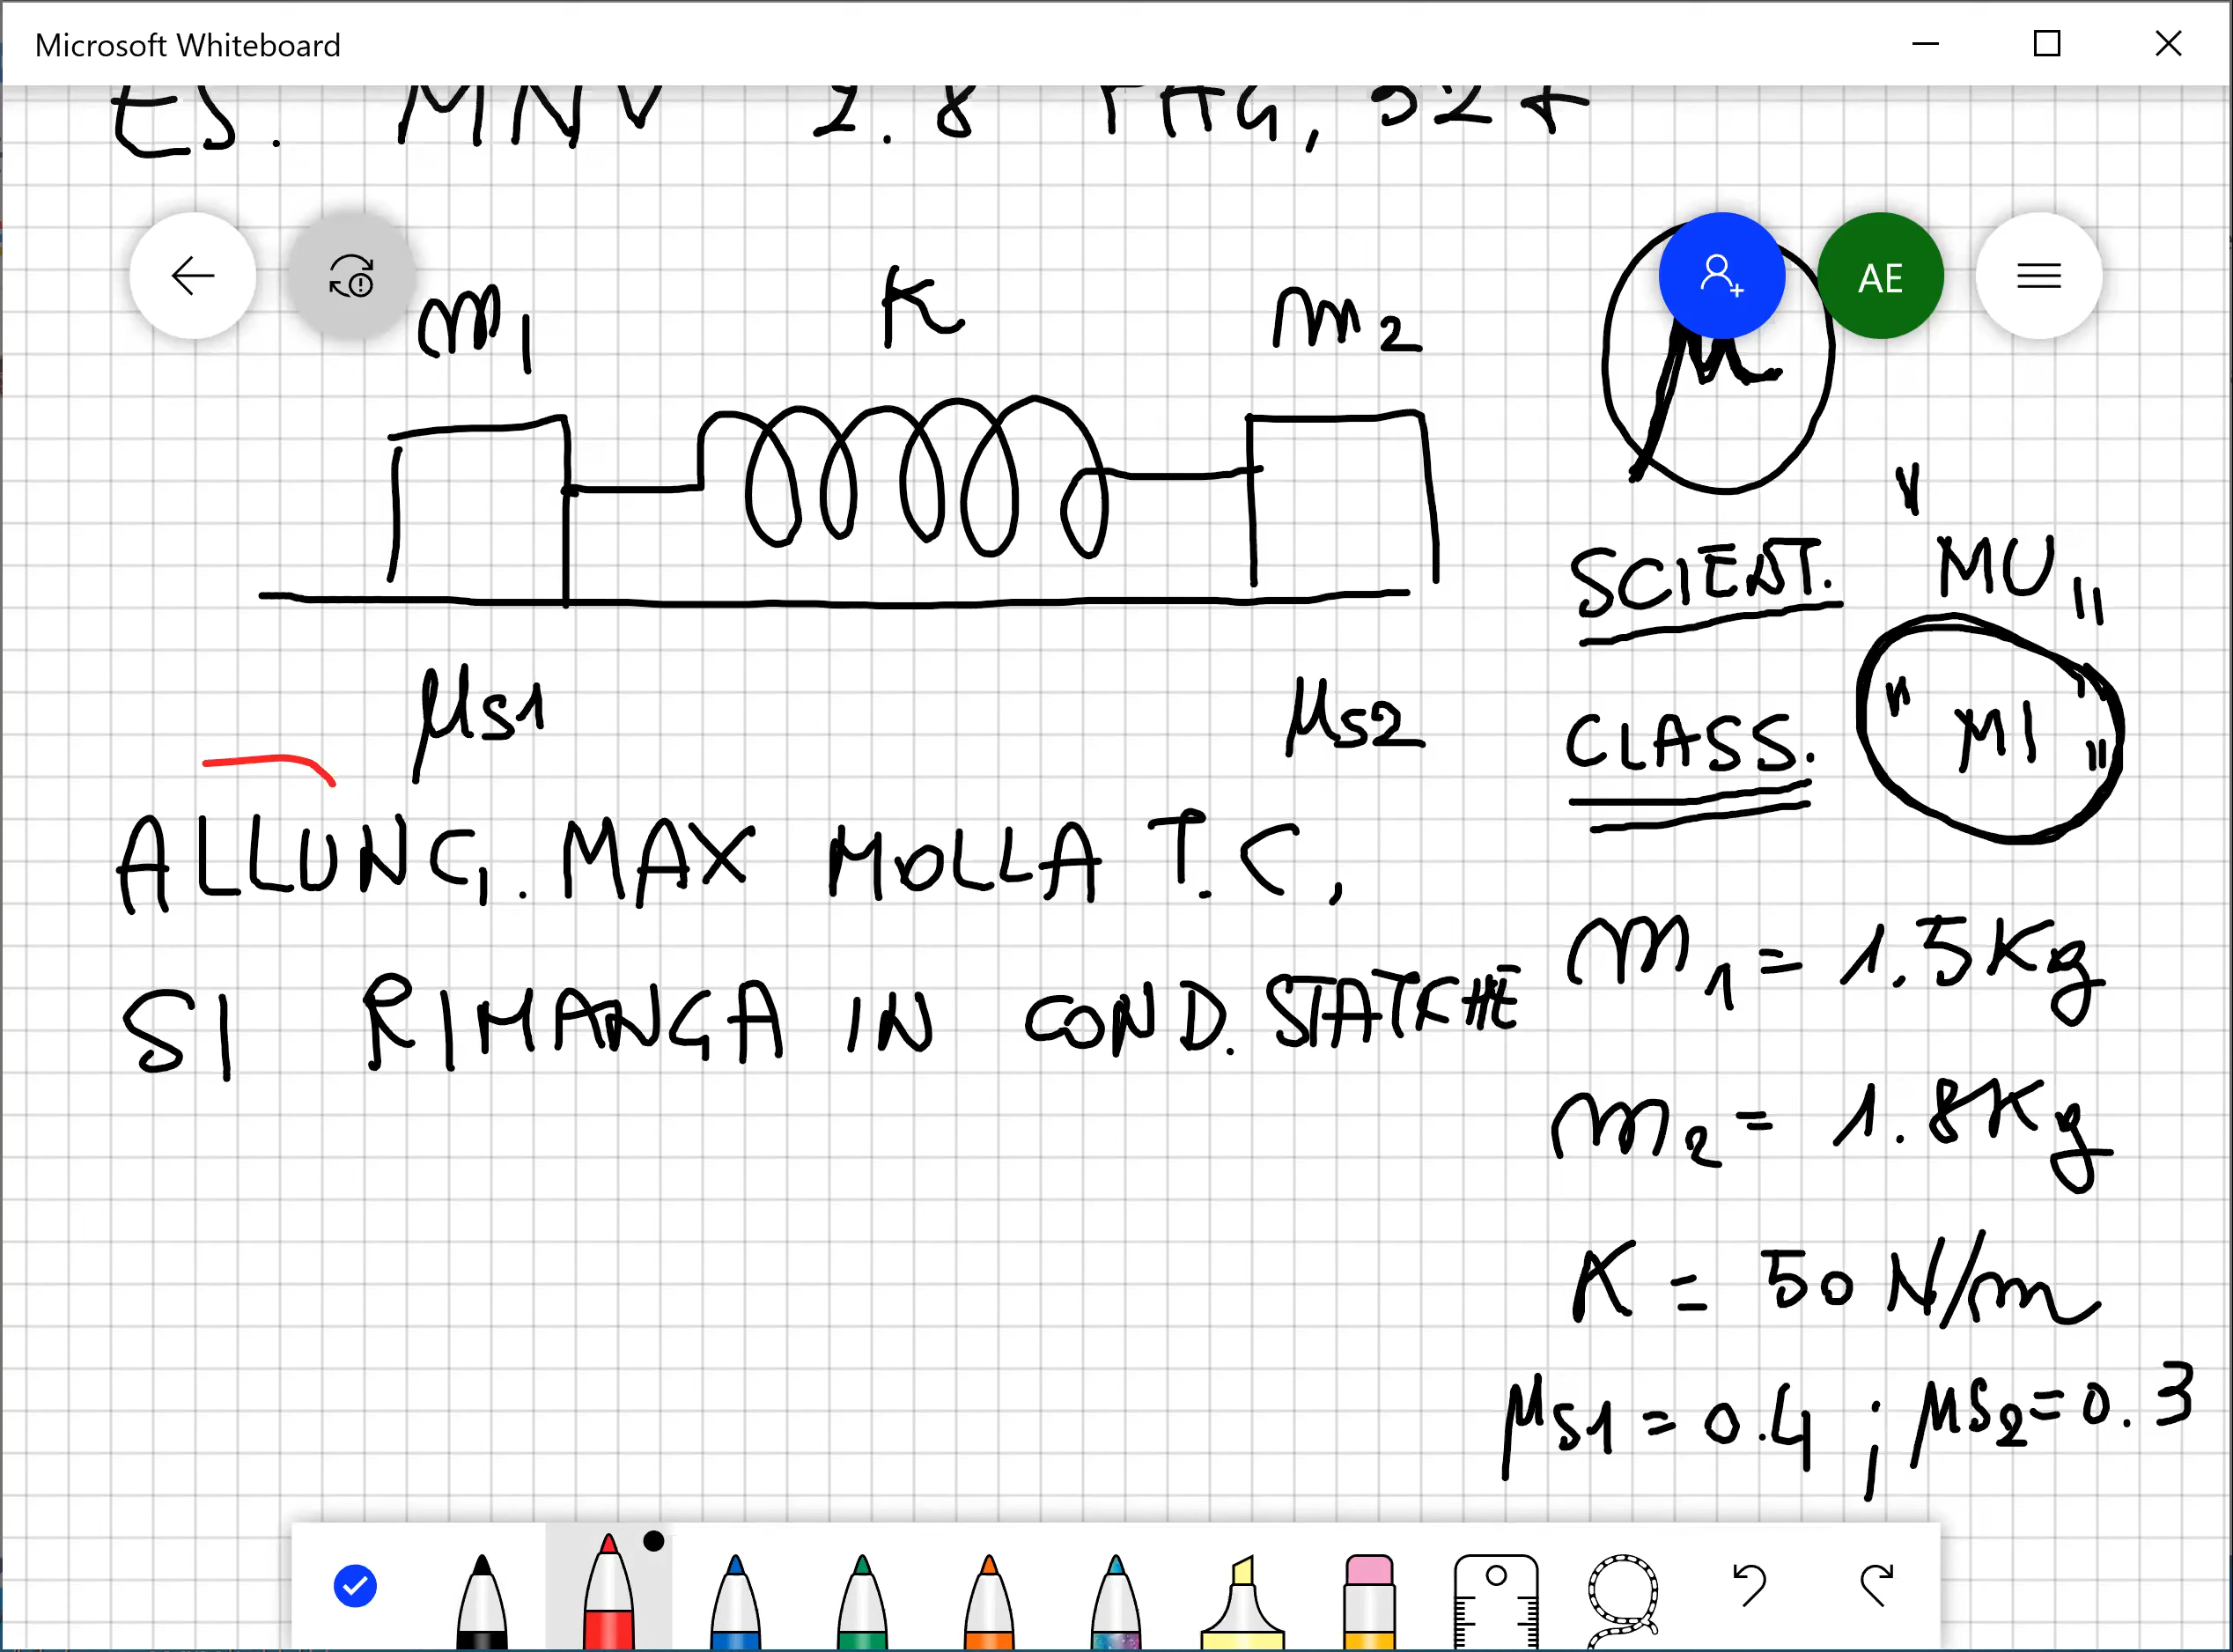 Microsoft Whiteboard
ES. MNV 2.8
AE
m1 K m2
μ
SCIENT. "MU"
μs1 μs2
CLASS. "MI"
ALLUNG. MAX MOLLA T.C.
SI RIMANGA IN COND. STATICHE
m1 = 1.5 Kg
m2 = 1.8 Kg
K = 50 N/m
μs1 = 0.4 ; μs2 = 0.3